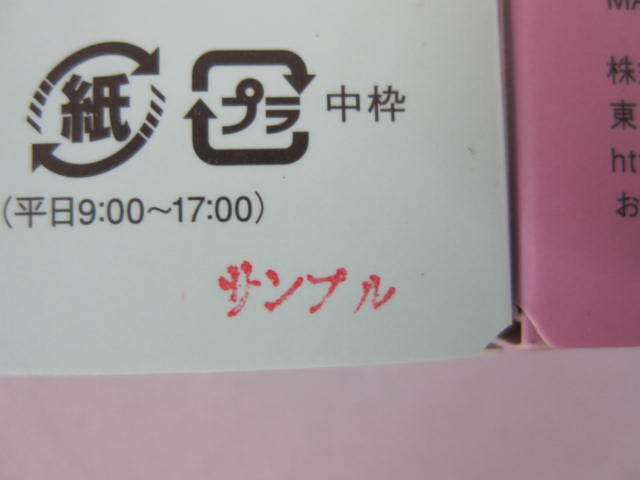 紙 プラ 中枠
(平日9:00~17:00)
サンプル
MA
株
東
ht
お